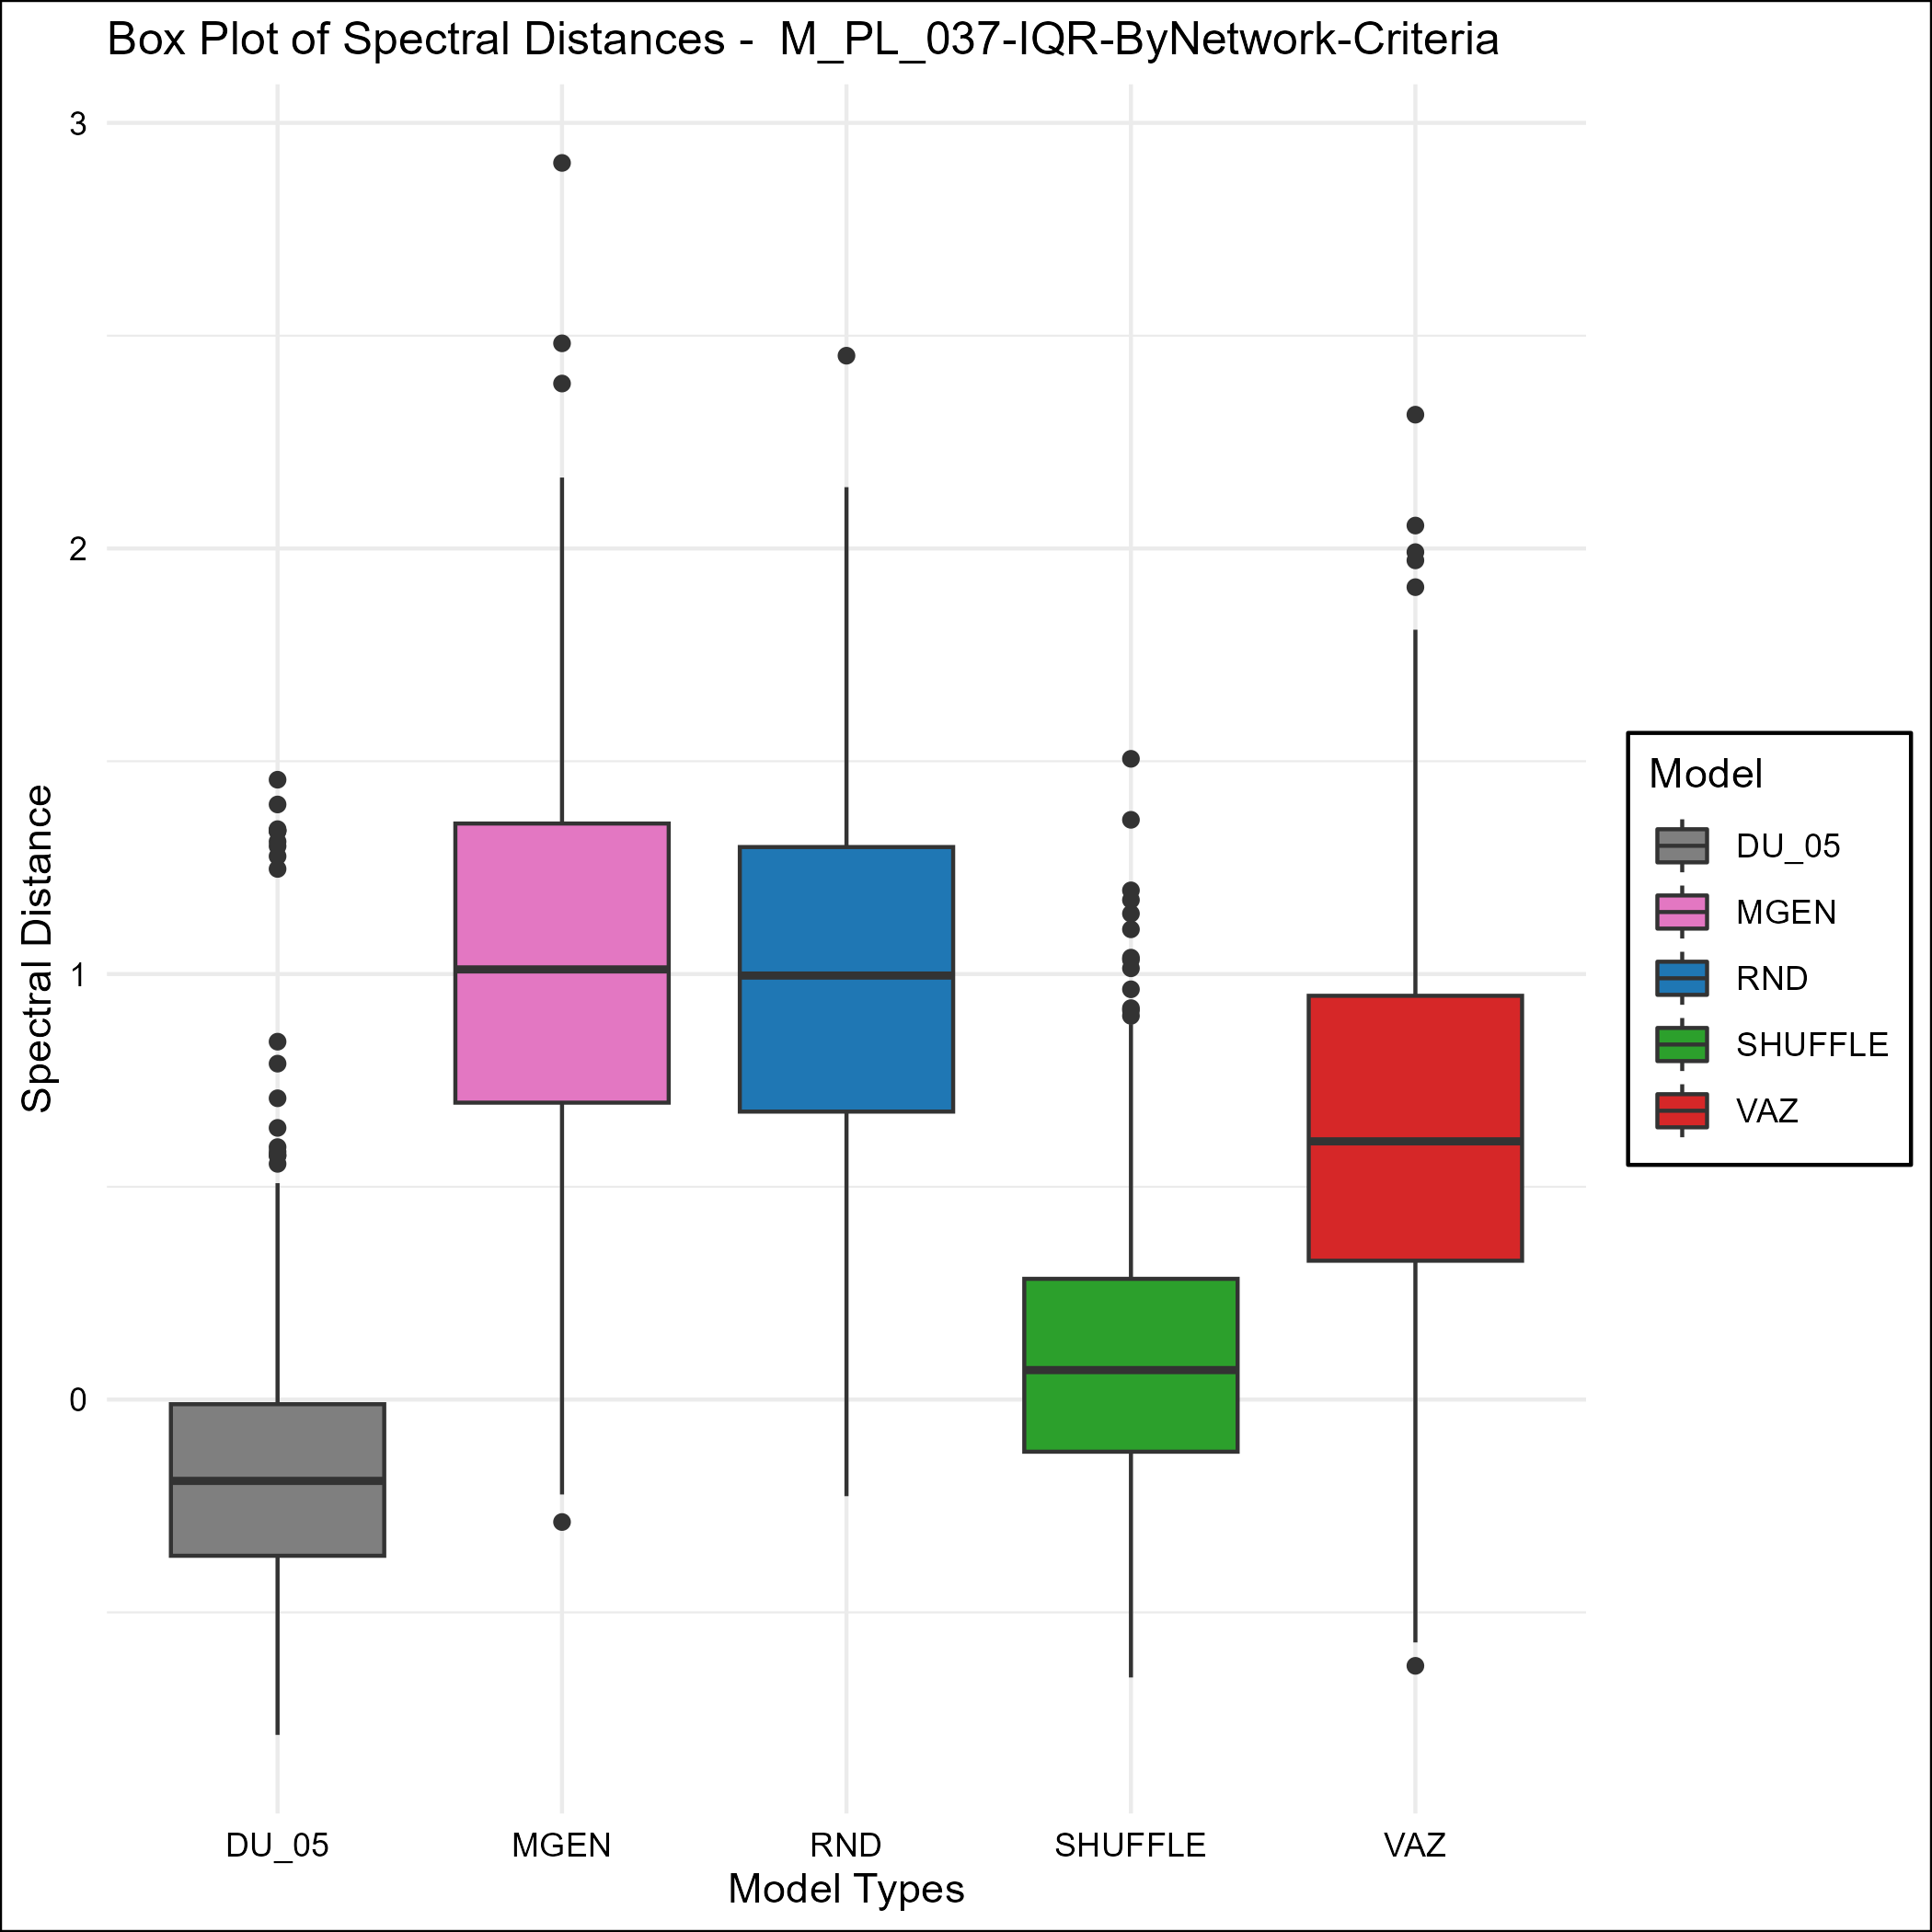 Box Plot of Spectral Distances -  M_PL_037-IQR-ByNetwork-Criteria
3
2
1
0
Spectral Distance
DU_05
MGEN
RND
SHUFFLE
VAZ
Model Types
Model
DU_05
MGEN
RND
SHUFFLE
VAZ